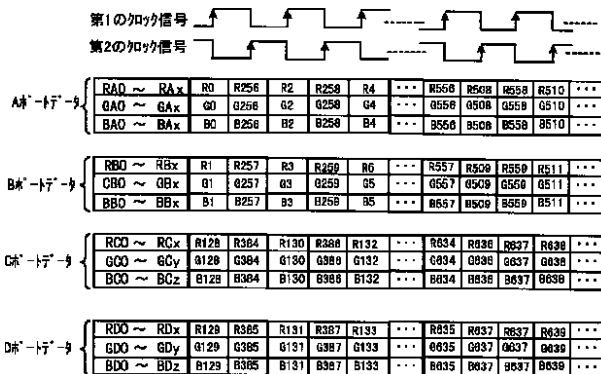 第1のクロック信号
第2のクロック信号
Aポートデータ
RA0 ~ RAx R0 R256 R2 R258 R4 ··· R556 R508 R558 R510 ···
GA0 ~ GAx G0 G256 G2 G258 G4 ··· G556 G508 G558 G510 ···
BA0 ~ BAx B0 B256 B2 B258 B4 ··· B556 B508 B558 B510 ···
Bポートデータ
RB0 ~ RBx R1 R257 R3 R259 R5 ··· R557 R509 R559 R511 ···
GB0 ~ GBx G1 G257 G3 G259 G5 ··· G557 G509 G559 G511 ···
BB0 ~ BBx B1 B257 B3 B259 B5 ··· B557 B509 B559 B511 ···
Cポートデータ
RC0 ~ RCx R128 R384 R130 R386 R132 ··· R634 R636 R637 R638 ···
GC0 ~ GCy G128 G384 G130 G386 G132 ··· G634 G636 G637 G638 ···
BC0 ~ BCz B128 B384 B130 B386 B132 ··· B634 B636 B637 B638 ···
Dポートデータ
RD0 ~ RDx R129 R385 R131 R387 R133 ··· R635 R637 R637 R639 ···
GD0 ~ GDy G129 G385 G131 G387 G133 ··· G635 G637 G637 G639 ···
BD0 ~ BDz B129 B385 B131 B387 B133 ··· B635 B637 B637 B639 ···